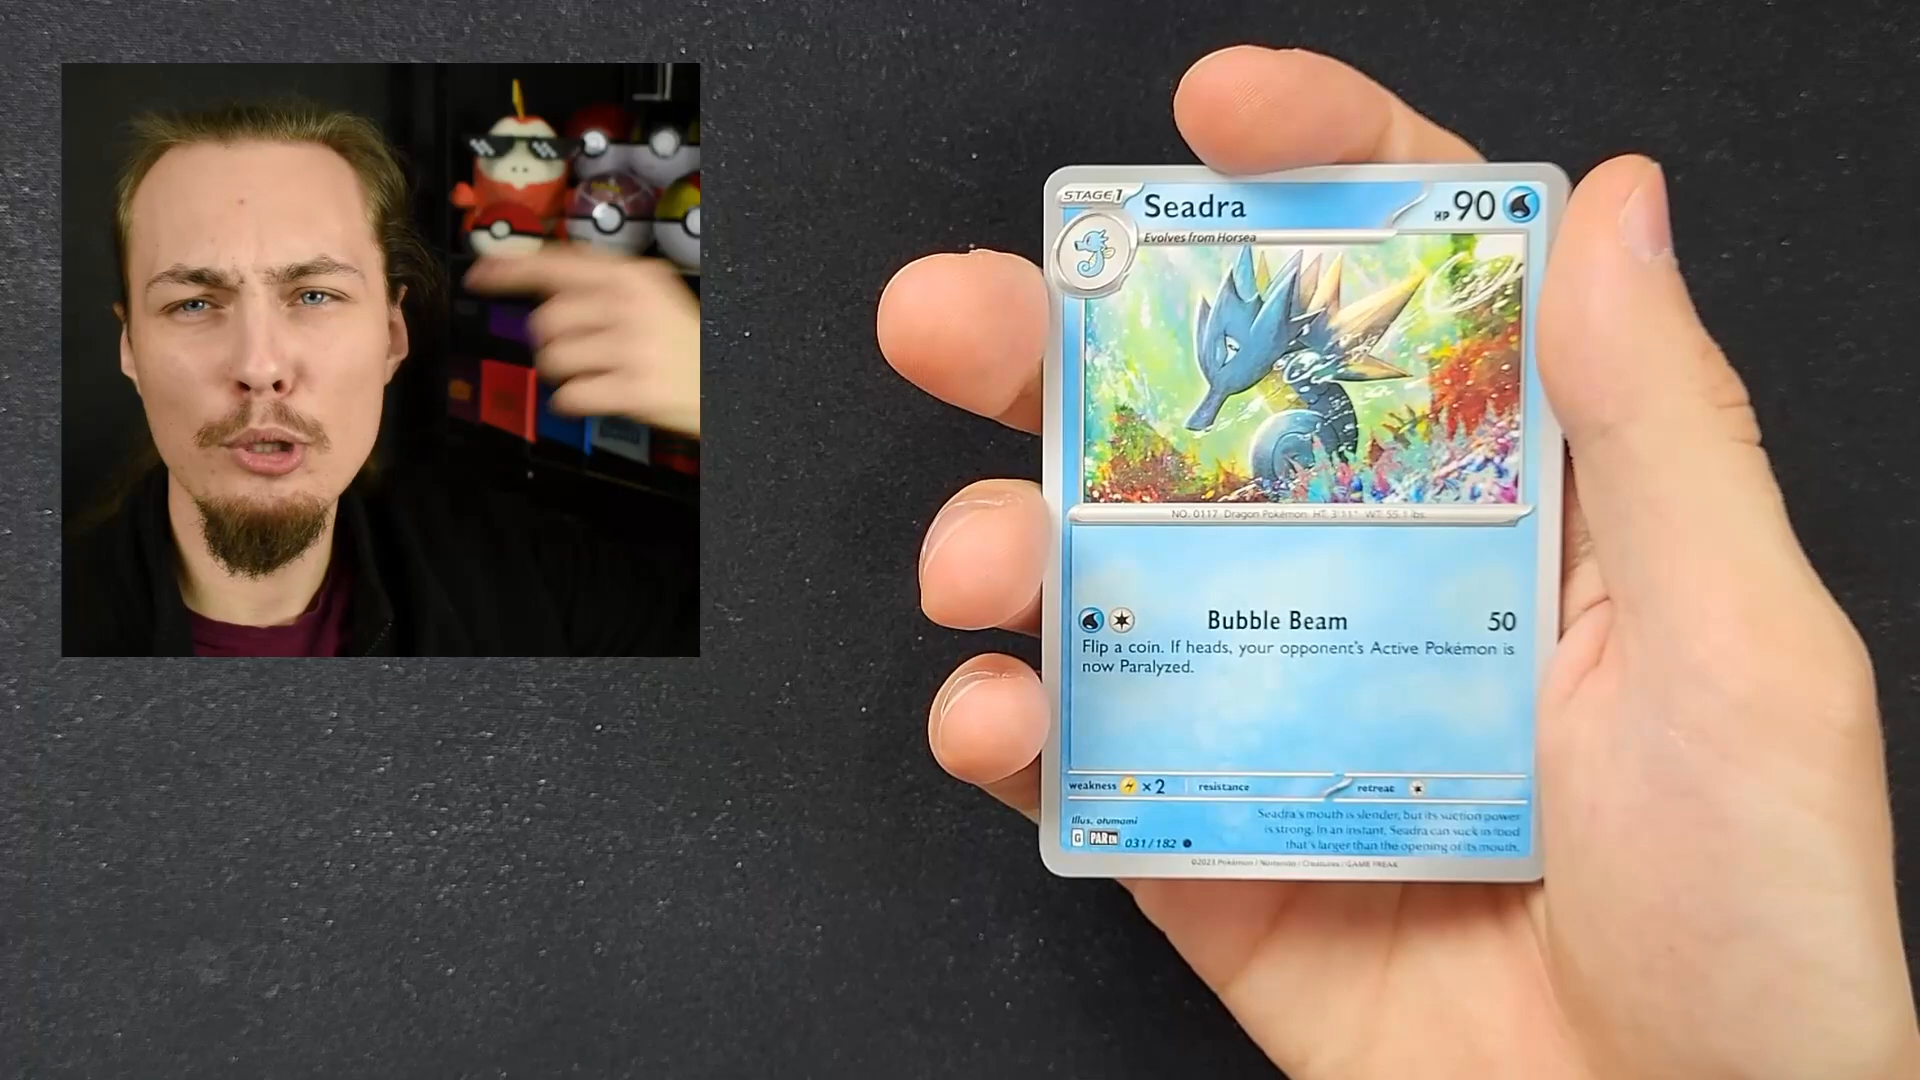 STAGE 1
Seadra
HP 90
Evolves from Horsea
NO. 0117 Dragon Pokémon HT: 3'11" WT: 55.1 lbs.
Bubble Beam 50
Flip a coin. If heads, your opponent's Active Pokémon is
now Paralyzed.
weakness ×2 resistance retreat
Illus. otumami
Seadra's mouth is slender, but its suction power
is strong. In an instant, Seadra can suck in food
that's larger than the opening of its mouth.
G PAR EN 031/182
©2023 Pokémon / Nintendo / Creatures / GAME FREAK